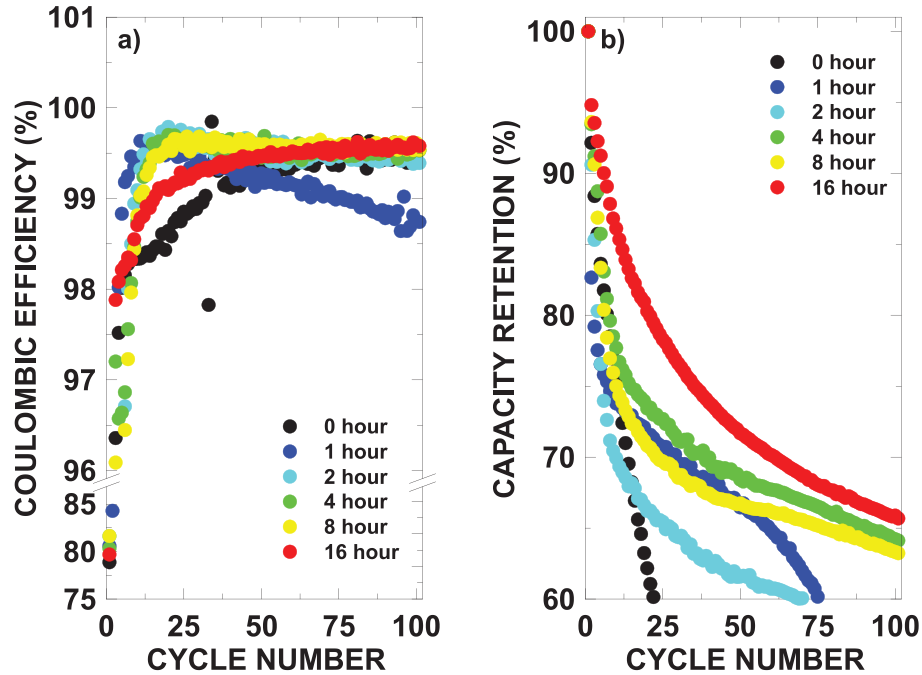 a)
COULOMBIC EFFICIENCY (%)
101
100
99
98
97
96
85
80
75
0 hour
1 hour
2 hour
4 hour
8 hour
16 hour
0 25 50 75 100
CYCLE NUMBER
b)
CAPACITY RETENTION (%)
100
90
80
70
60
0 hour
1 hour
2 hour
4 hour
8 hour
16 hour
0 25 50 75 100
CYCLE NUMBER